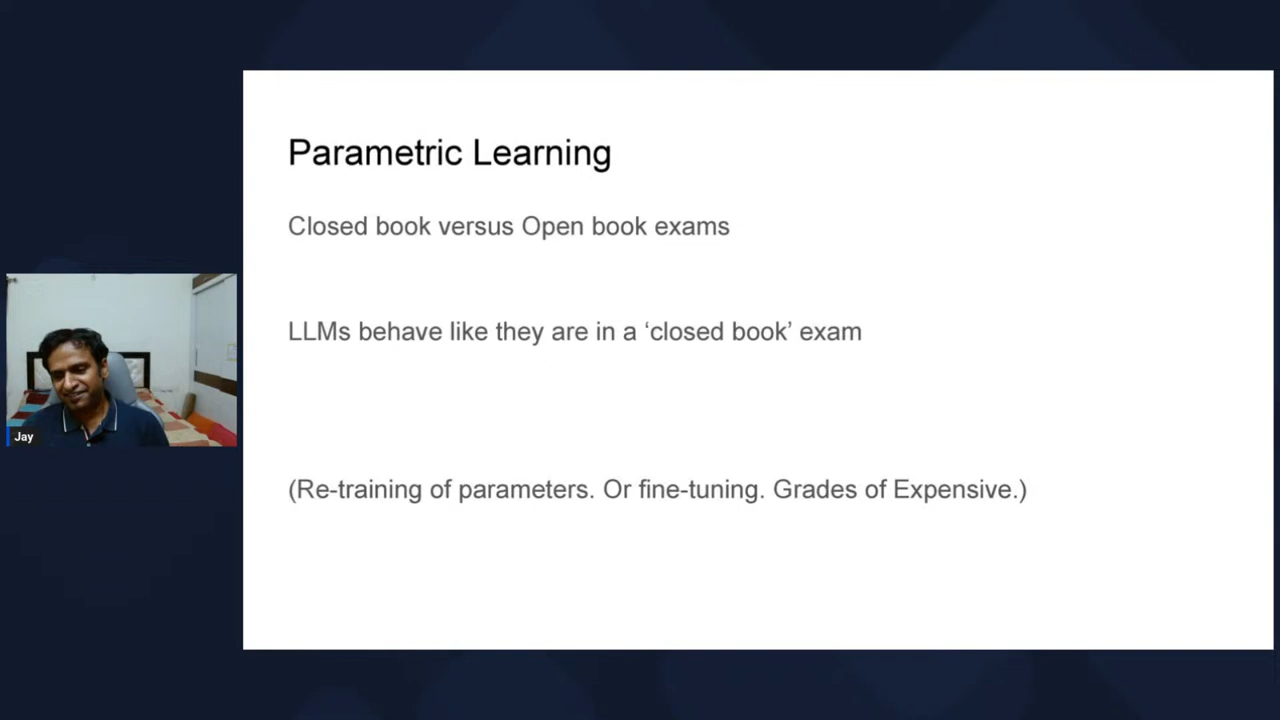 Parametric Learning
Closed book versus Open book exams
LLMs behave like they are in a ‘closed book’ exam
(Re-training of parameters. Or fine-tuning. Grades of Expensive.)
Jay